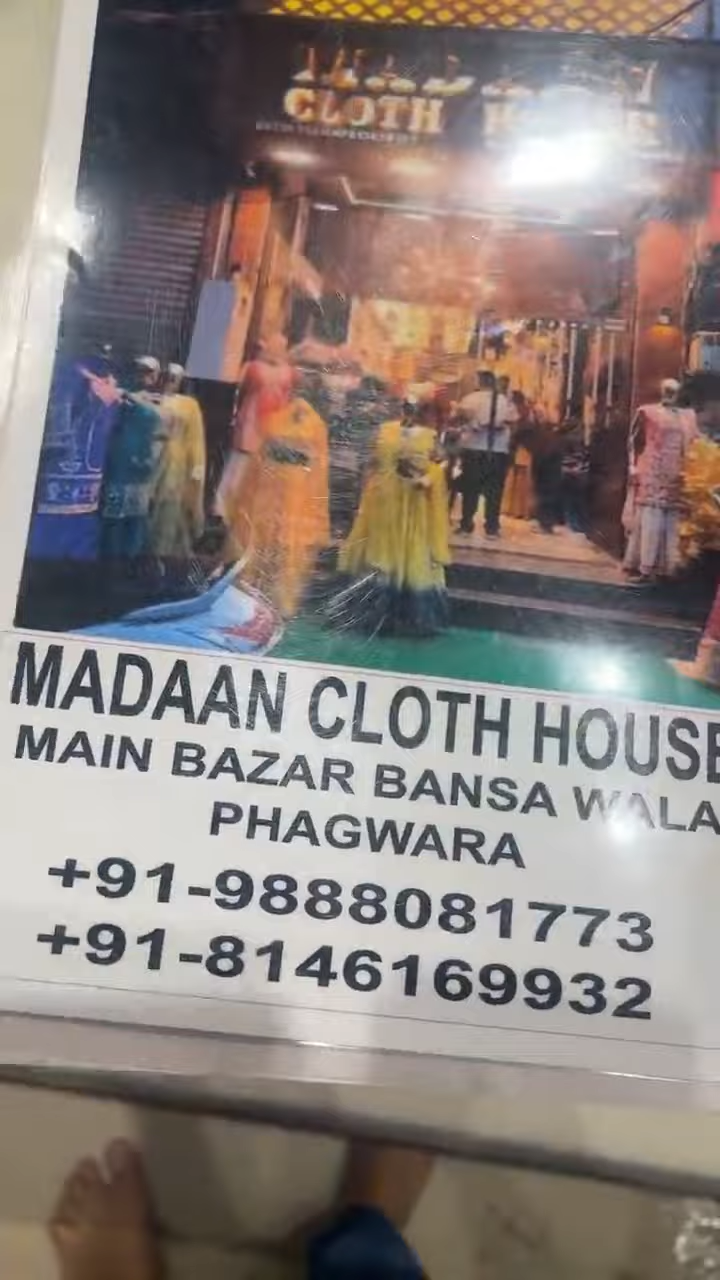 CLOTH
MADAAN CLOTH HOUSE
MAIN BAZAR BANSA WALA
PHAGWARA
+91-9888081773
+91-8146169932